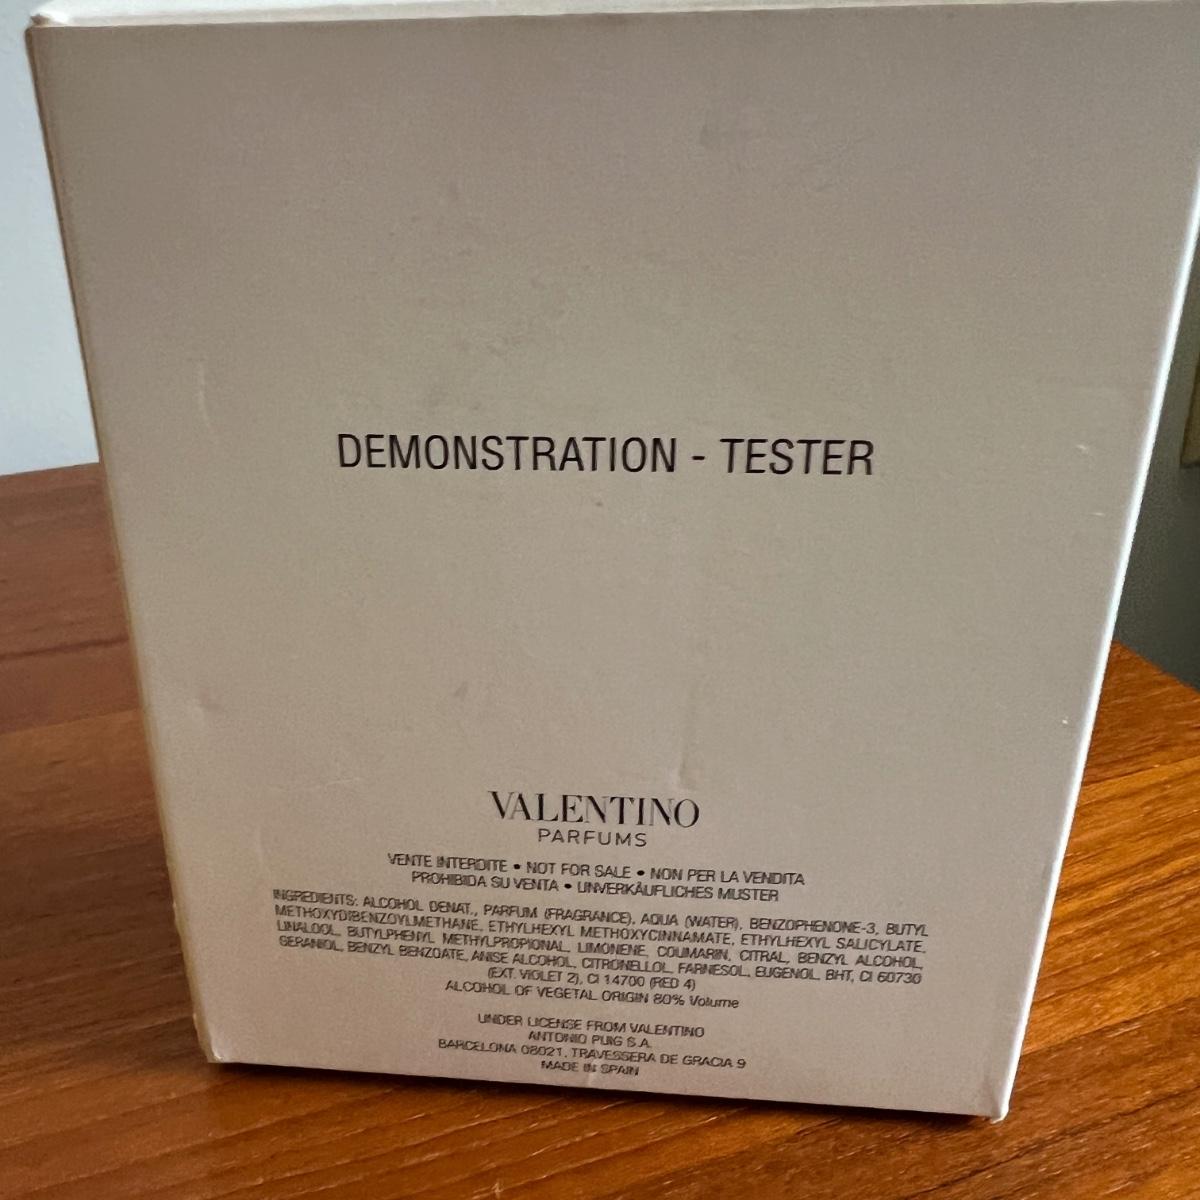 DEMONSTRATION - TESTER
VALENTINO
PARFUMS
VENTE INTERDITE • NOT FOR SALE • NON PER LA VENDITA
PROHIBIDA SU VENTA • UNVERKÄUFLICHES MUSTER
INGREDIENTS: ALCOHOL DENAT., PARFUM (FRAGRANCE), AQUA (WATER), BENZOPHENONE-3, BUTYL
METHOXYDIBENZOYLMETHANE, ETHYLHEXYL METHOXYCINNAMATE, ETHYLHEXYL SALICYLATE,
LINALOOL, BUTYLPHENYL METHYLPROPIONAL, LIMONENE, COUMARIN, CITRAL, BENZYL ALCOHOL,
GERANIOL, BENZYL BENZOATE, ANISE ALCOHOL, CITRONELLOL, FARNESOL, EUGENOL, BHT, CI 60730
(EXT. VIOLET 2), CI 14700 (RED 4)
ALCOHOL OF VEGETAL ORIGIN 80% Volume
UNDER LICENSE FROM VALENTINO
ANTONIO PUIG S.A.
BARCELONA 08021, TRAVESSERA DE GRACIA 9
MADE IN SPAIN